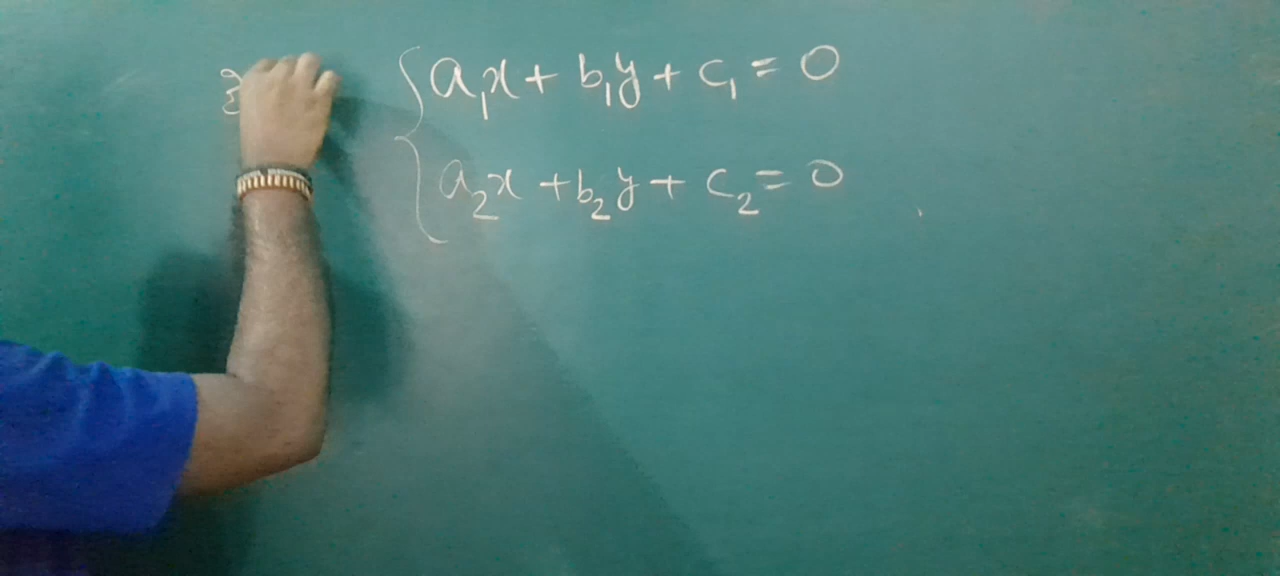 a₁x + b₁y + c₁ = 0
a₂x + b₂y + c₂ = 0